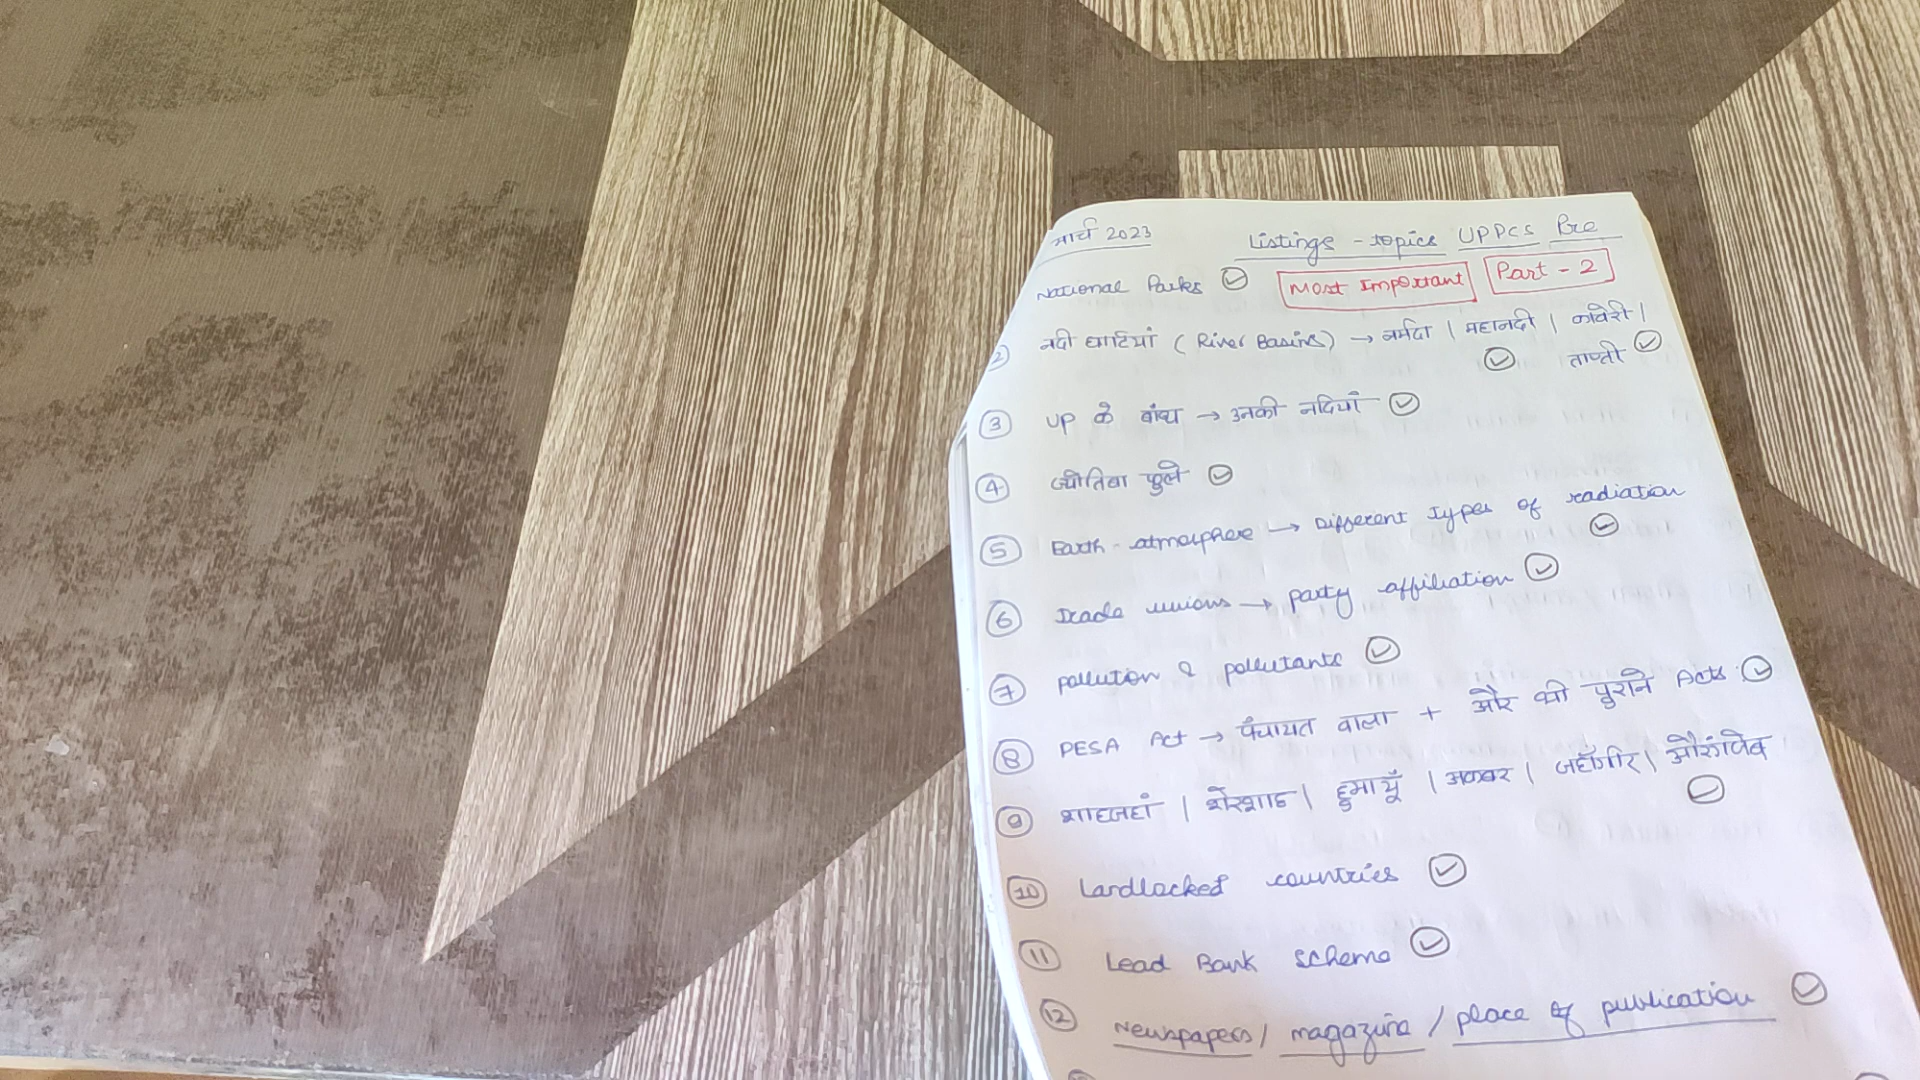 मार्च 2023 Listings - topics UPPCS Pre
National Parks Most Important Part - 2
2 नदी घाटियां ( River Basins ) → नर्मदा | महानदी | कावेरी |
ताप्ती
3 UP के बांध → उनकी नदियां
4 ज्योतिबा फुले
5 Earth - atmosphere → Different Types of radiation
6 Trade unions → party affiliation
7 pollution & pollutants
8 PESA Act → पंचायत वाला + और भी पुराने Acts
9 शाहजहां | शेरशाह | हुमायूँ | अकबर | जहाँगीर | औरंगजेब
10 Landlocked countries
11 Lead Bank Scheme
12 Newspapers / magazine / place of publication